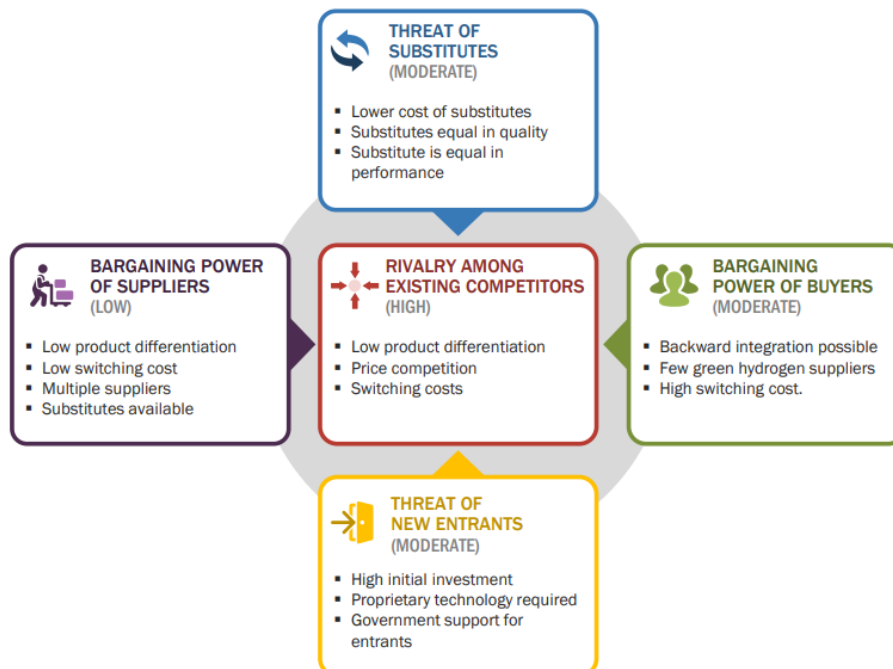 THREAT OF
SUBSTITUTES
(MODERATE)
▪ Lower cost of substitutes
▪ Substitutes equal in quality
▪ Substitute is equal in
performance
BARGAINING POWER
OF SUPPLIERS
(LOW)
▪ Low product differentiation
▪ Low switching cost
▪ Multiple suppliers
▪ Substitutes available
RIVALRY AMONG
EXISTING COMPETITORS
(HIGH)
▪ Low product differentiation
▪ Price competition
▪ Switching costs
BARGAINING
POWER OF BUYERS
(MODERATE)
▪ Backward integration possible
▪ Few green hydrogen suppliers
▪ High switching cost.
THREAT OF
NEW ENTRANTS
(MODERATE)
▪ High initial investment
▪ Proprietary technology required
▪ Government support for
entrants